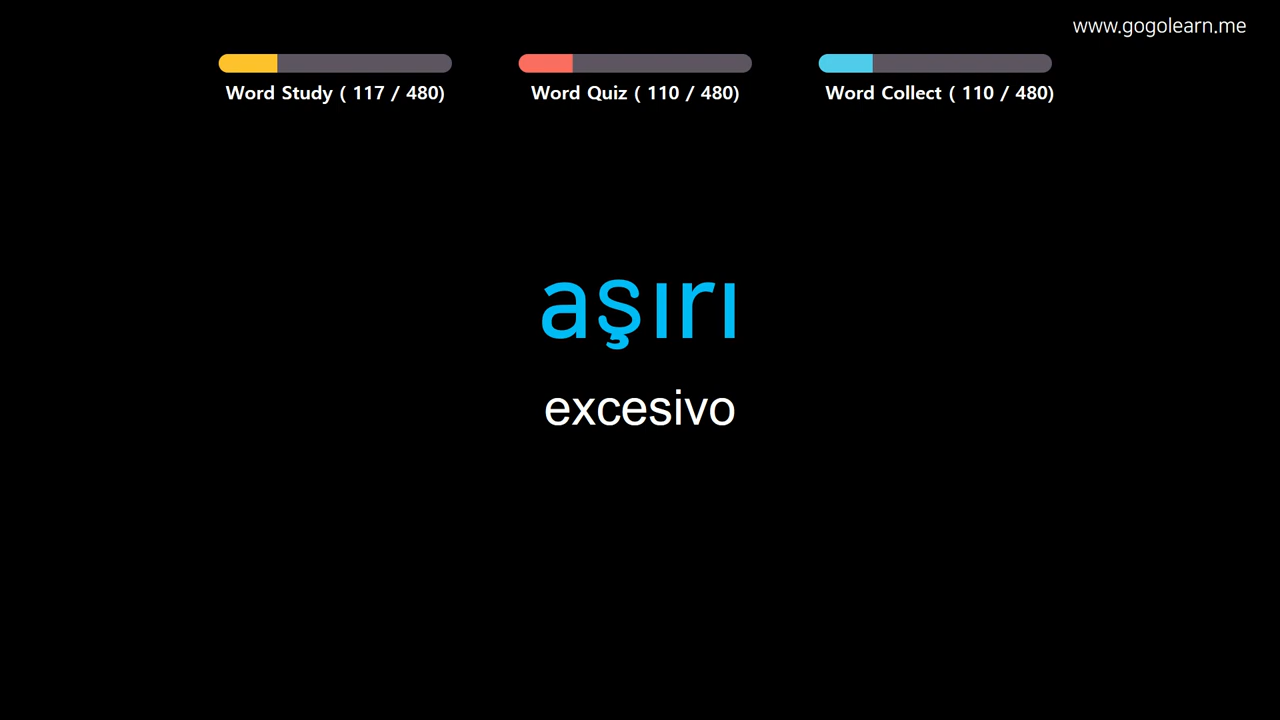 www.gogolearn.me
Word Study ( 117 / 480)
Word Quiz ( 110 / 480)
Word Collect ( 110 / 480)
aşırı
excesivo